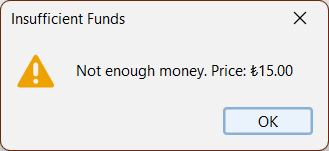 Insufficient Funds
Not enough money. Price: ₺15.00
OK